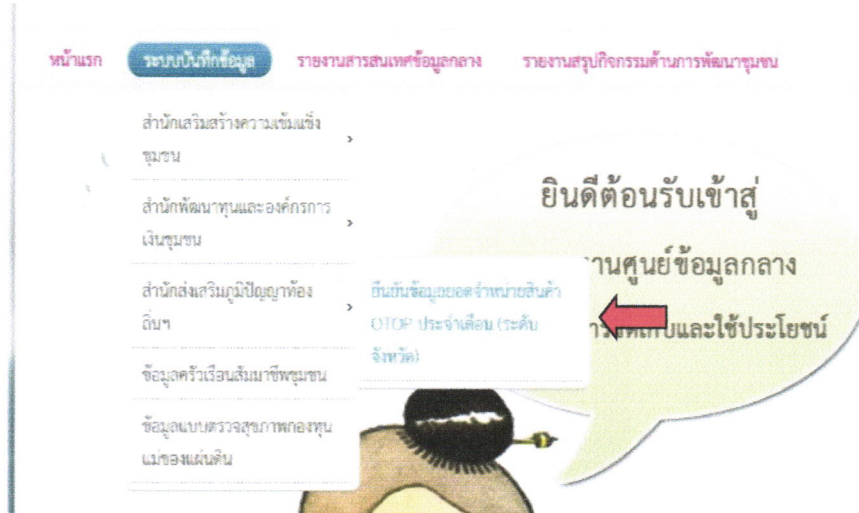 หน้าแรก ระบบบันทึกข้อมูล รายงานสารสนเทศข้อมูลกลาง รายงานสรุปกิจกรรมด้านการพัฒนาชุมชน
สำนักเสริมสร้างความเข้มแข็ง
ชุมชน
สำนักพัฒนาทุนและองค์กรการ
เงินชุมชน
สำนักส่งเสริมภูมิปัญญาท้อง
ถิ่นฯ
ข้อมูลครัวเรือนสัมมาชีพชุมชน
ข้อมูลแบบตรวจสุขภาพกองทุน
แม่ของแผ่นดิน
ยืนยันข้อมูลยอดจำหน่ายสินค้า
OTOP ประจำเดือน (ระดับ
จังหวัด)
ยินดีต้อนรับเข้าสู่
านศูนย์ข้อมูลกลาง
และใช้ประโยชน์